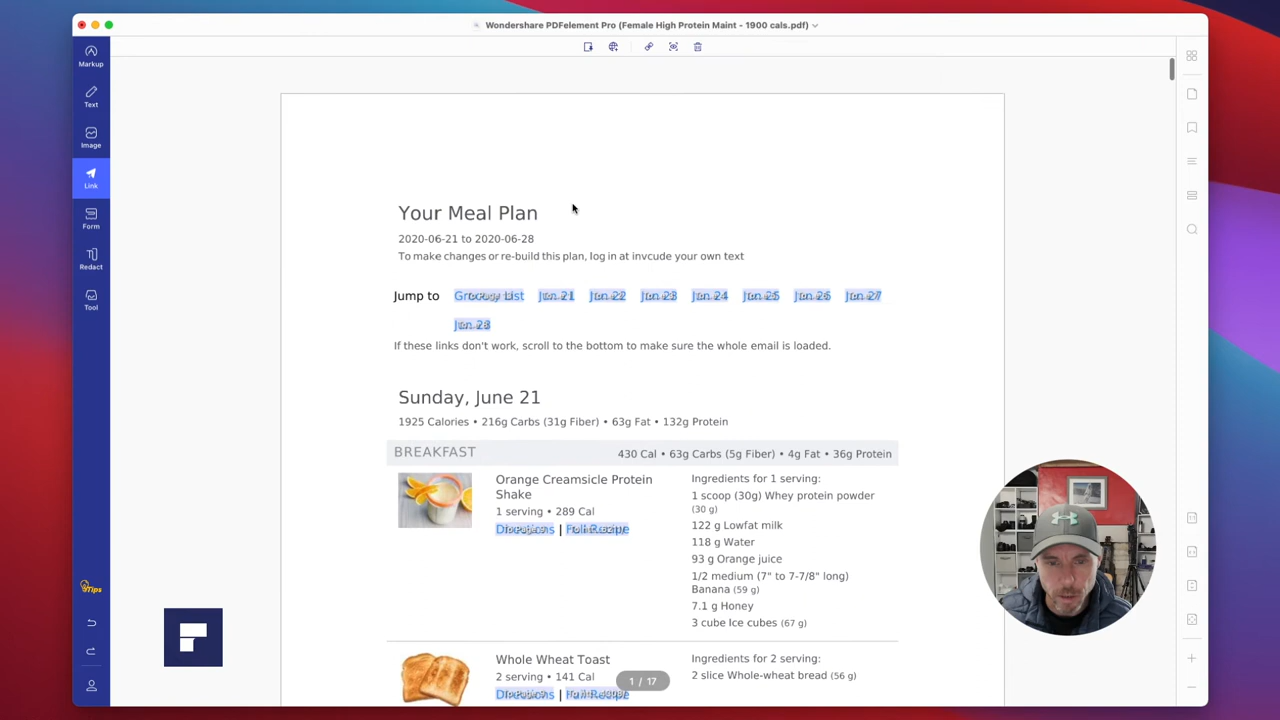 Wondershare PDFelement Pro (Female High Protein Maint - 1900 cals.pdf)
Markup
Text
Image
Link
Form
Redact
Tool
Tips
Your Meal Plan
2020-06-21 to 2020-06-28
To make changes or re-build this plan, log in at invcude your own text
Jump to Grocery List Jun 21 Jun 22 Jun 23 Jun 24 Jun 25 Jun 26 Jun 27
Jun 28
If these links don't work, scroll to the bottom to make sure the whole email is loaded.
Sunday, June 21
1925 Calories • 216g Carbs (31g Fiber) • 63g Fat • 132g Protein
BREAKFAST 430 Cal • 63g Carbs (5g Fiber) • 4g Fat • 36g Protein
Orange Creamsicle Protein
Shake
1 serving • 289 Cal
Directions | Full Recipe
Ingredients for 1 serving:
1 scoop (30g) Whey protein powder
(30 g)
122 g Lowfat milk
118 g Water
93 g Orange juice
1/2 medium (7" to 7-7/8" long)
Banana (59 g)
7.1 g Honey
3 cube Ice cubes (67 g)
Whole Wheat Toast
2 serving • 141 Cal
Directions | Full Recipe
Ingredients for 2 serving:
2 slice Whole-wheat bread (56 g)
1 / 17